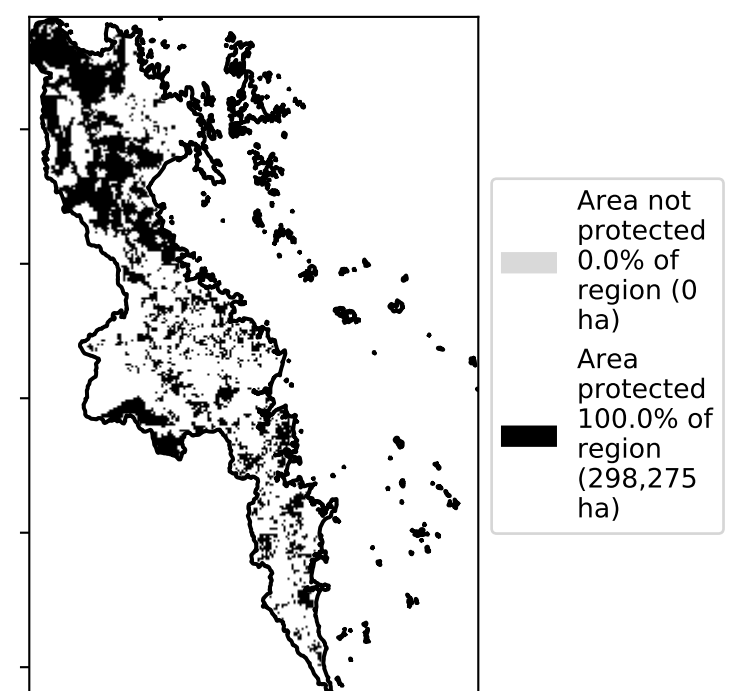 Area not
protected
0.0% of
region (0
ha)
Area
protected
100.0% of
region
(298,275
ha)